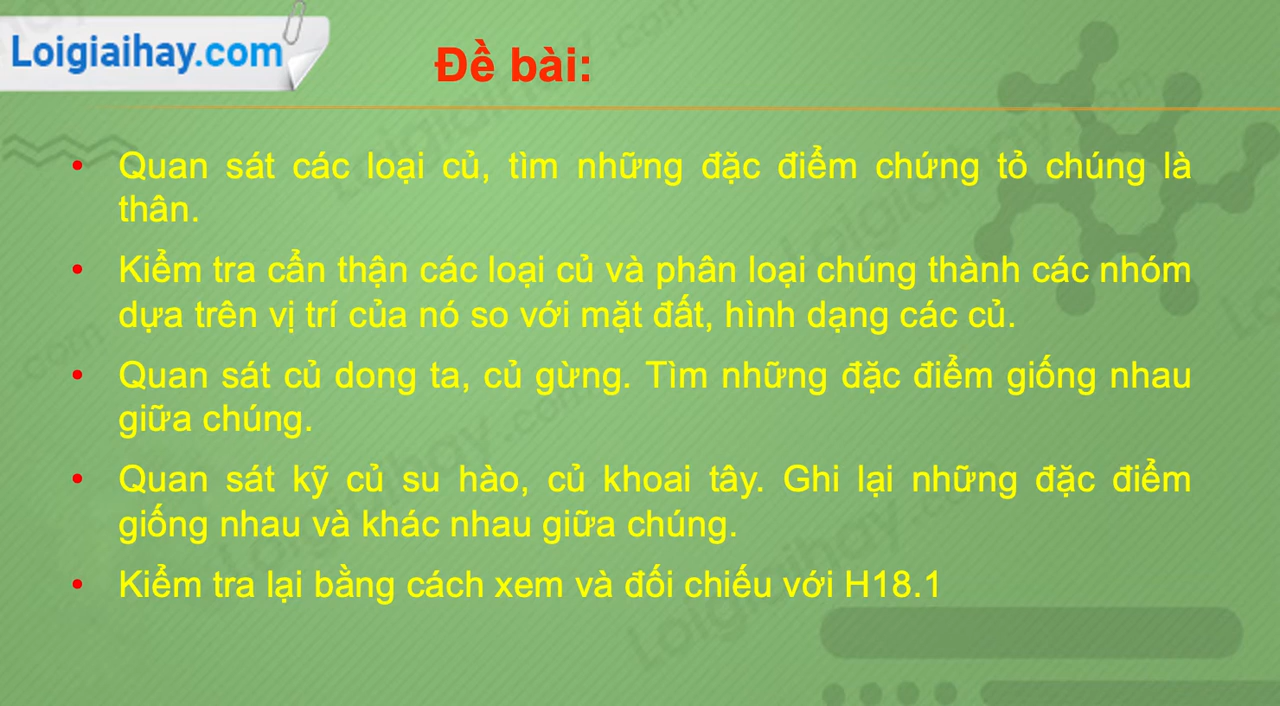 Loigiaihay.com
Đề bài:
• Quan sát các loại củ, tìm những đặc điểm chứng tỏ chúng là
thân.
• Kiểm tra cẩn thận các loại củ và phân loại chúng thành các nhóm
dựa trên vị trí của nó so với mặt đất, hình dạng các củ.
• Quan sát củ dong ta, củ gừng. Tìm những đặc điểm giống nhau
giữa chúng.
• Quan sát kỹ củ su hào, củ khoai tây. Ghi lại những đặc điểm
giống nhau và khác nhau giữa chúng.
• Kiểm tra lại bằng cách xem và đối chiếu với H18.1